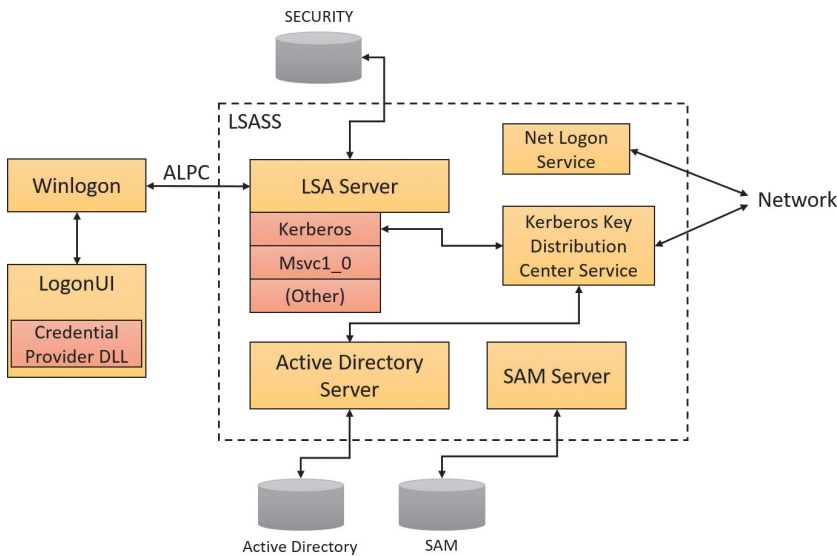 SECURITY
LSASS
Net Logon
Service
Winlogon
ALPC
LSA Server
Network
Kerberos
Kerberos Key
Distribution
Center Service
Msvc1_0
(Other)
LogonUI
Credential
Provider DLL
Active Directory
Server
SAM Server
Active Directory
SAM